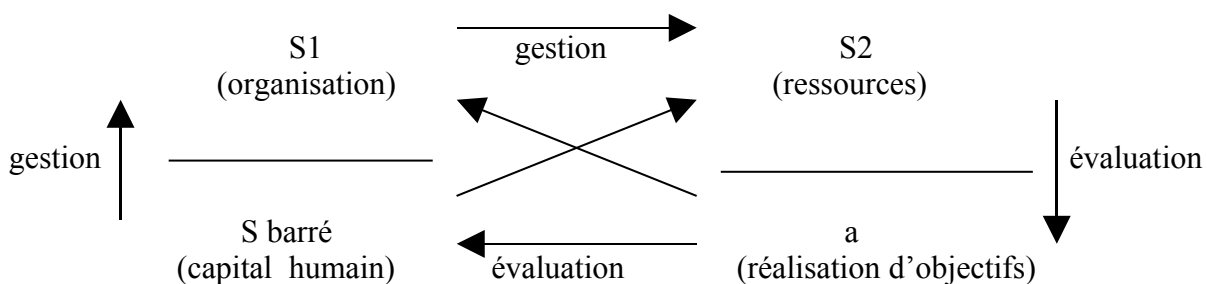 S1
(organisation)
gestion
S2
(ressources)
gestion
évaluation
S barré
(capital humain)
évaluation
a
(réalisation d’objectifs)